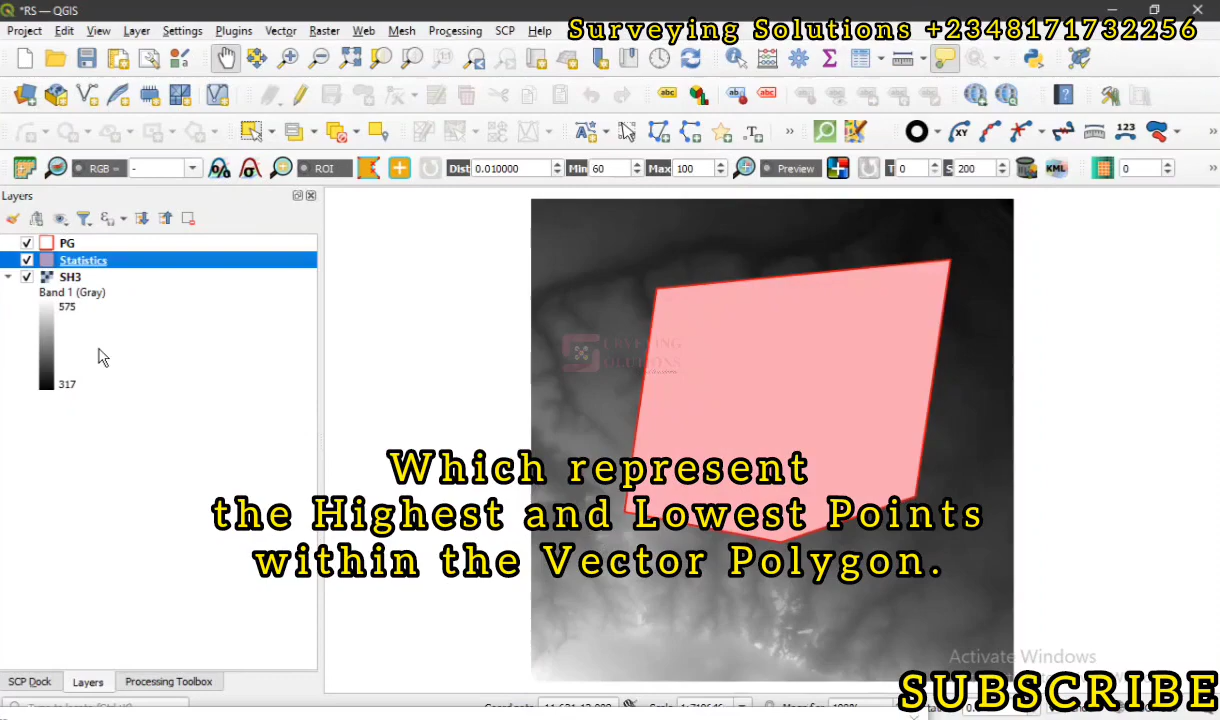 *RS — QGIS
Surveying Solutions +2348171732256
Project Edit View Layer Settings Plugins Vector Raster Web Mesh Processing SCP Help
RGB = - ROI Dist 0.010000 Min 60 Max 100 Preview T 0 S 200 KML 0
Layers
PG
Statistics
SH3
Band 1 (Gray)
575
317
Which represent
the Highest and Lowest Points
within the Vector Polygon.
Activate Windows
SUBSCRIBE
SCP Dock Layers Processing Toolbox